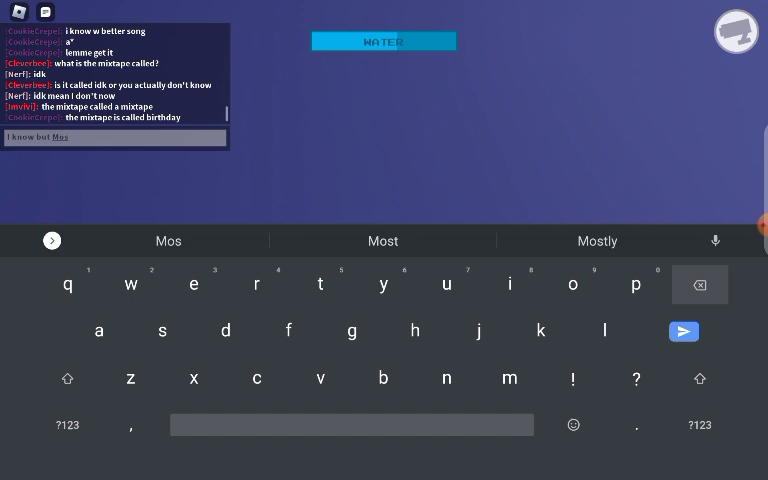 [CookieCrepe]: i know w better song
[CookieCrepe]: a*
[CookieCrepe]: lemme get it
[Cleverbee]: what is the mixtape called?
[Nerf]: idk
[Cleverbee]: is it called idk or you actually don't know
[Nerf]: idk mean I don't now
[Imvivi]: the mixtape called a mixtape
[CookieCrepe]: the mixtape is called birthday
I know but Mos
WATER
Mos Most Mostly
1 2 3 4 5 6 7 8 9 0
q w e r t y u i o p
a s d f g h j k l
z x c v b n m ! ?
?123 , . ?123